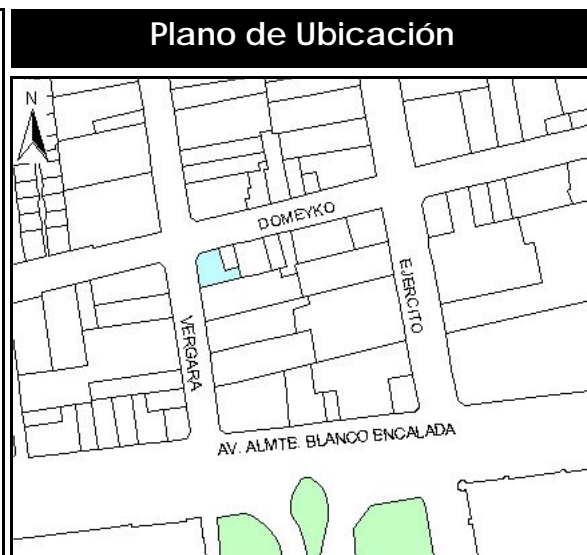 Plano de Ubicación
N
DOMEYKO
EJERCITO
VERGARA
AV. ALMTE. BLANCO ENCALADA